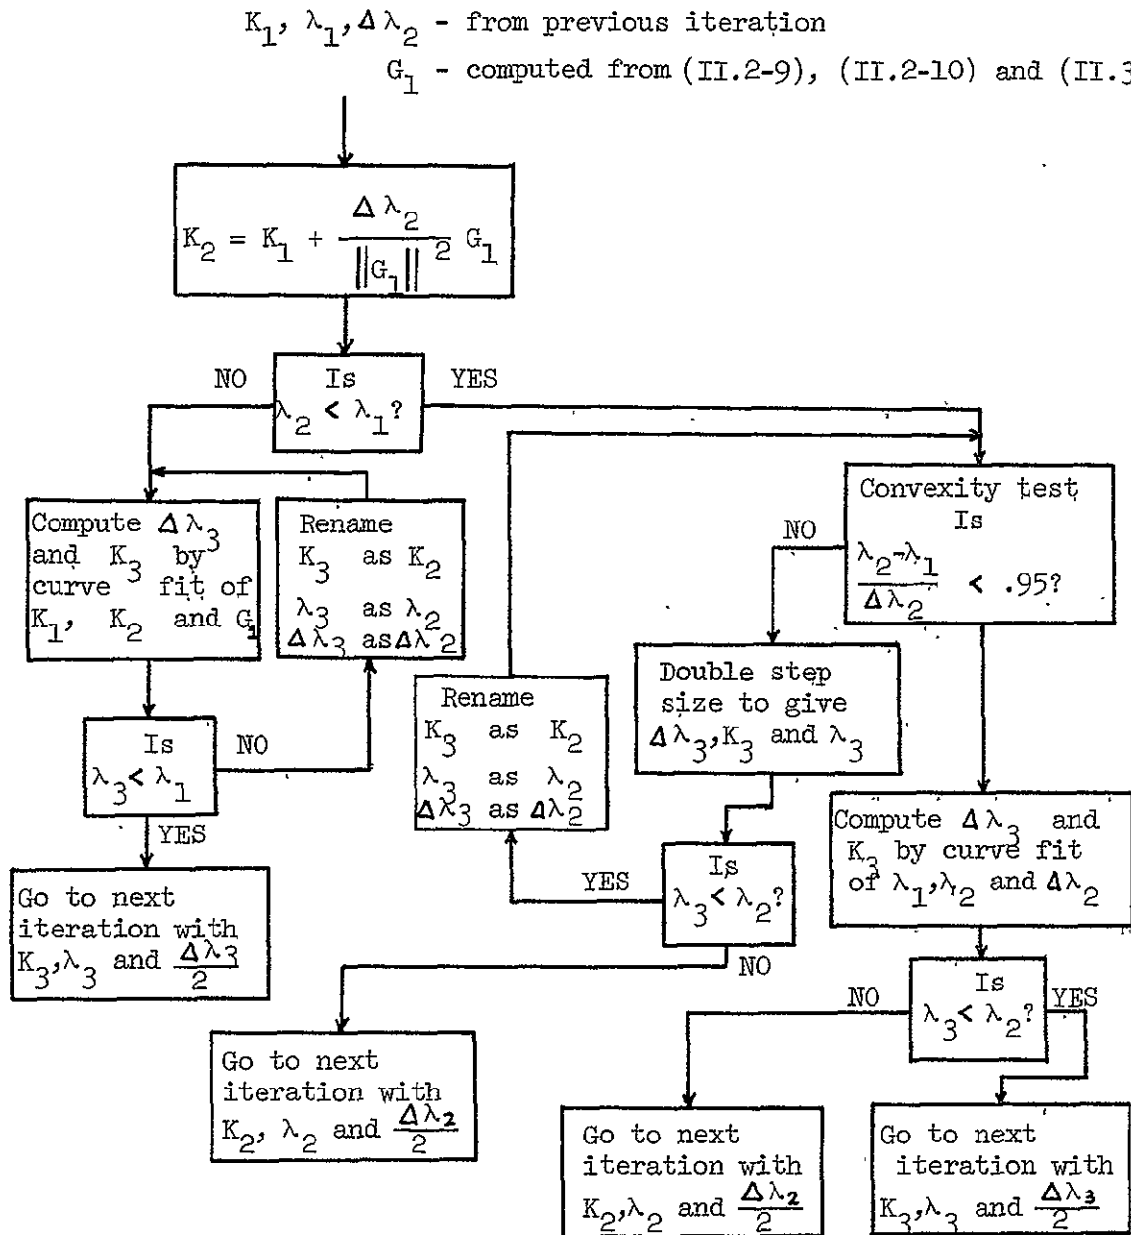 K₁, λ₁, Δλ₂ - from previous iteration
G₁ - computed from (II.2-9), (II.2-10) and (II.3
K₂ = K₁ + Δλ₂ / ||G₁||² G₁
NO
Is
λ₂ < λ₁?
YES
Compute Δλ₃
and K₃ by
curve fit of
K₁, K₂ and G₁
Rename
K₃ as K₂
λ₃ as λ₂
Δλ₃ as Δλ₂
Is
λ₃ < λ₁
NO
YES
Go to next
iteration with
K₃, λ₃ and Δλ₃/2
Convexity test
Is
λ₂-λ₁ / Δλ₂ < .95?
NO
Double step
size to give
Δλ₃, K₃ and λ₃
Rename
K₃ as K₂
λ₃ as λ₂
Δλ₃ as Δλ₂
Is
λ₃ < λ₂?
YES
NO
Go to next
iteration with
K₂, λ₂ and Δλ₂/2
Compute Δλ₃ and
K₃ by curve fit
of λ₁, λ₂ and Δλ₂
Is
λ₃ < λ₂?
NO
YES
Go to next
iteration with
K₂, λ₂ and Δλ₂/2
Go to next
iteration with
K₃, λ₃ and Δλ₃/2